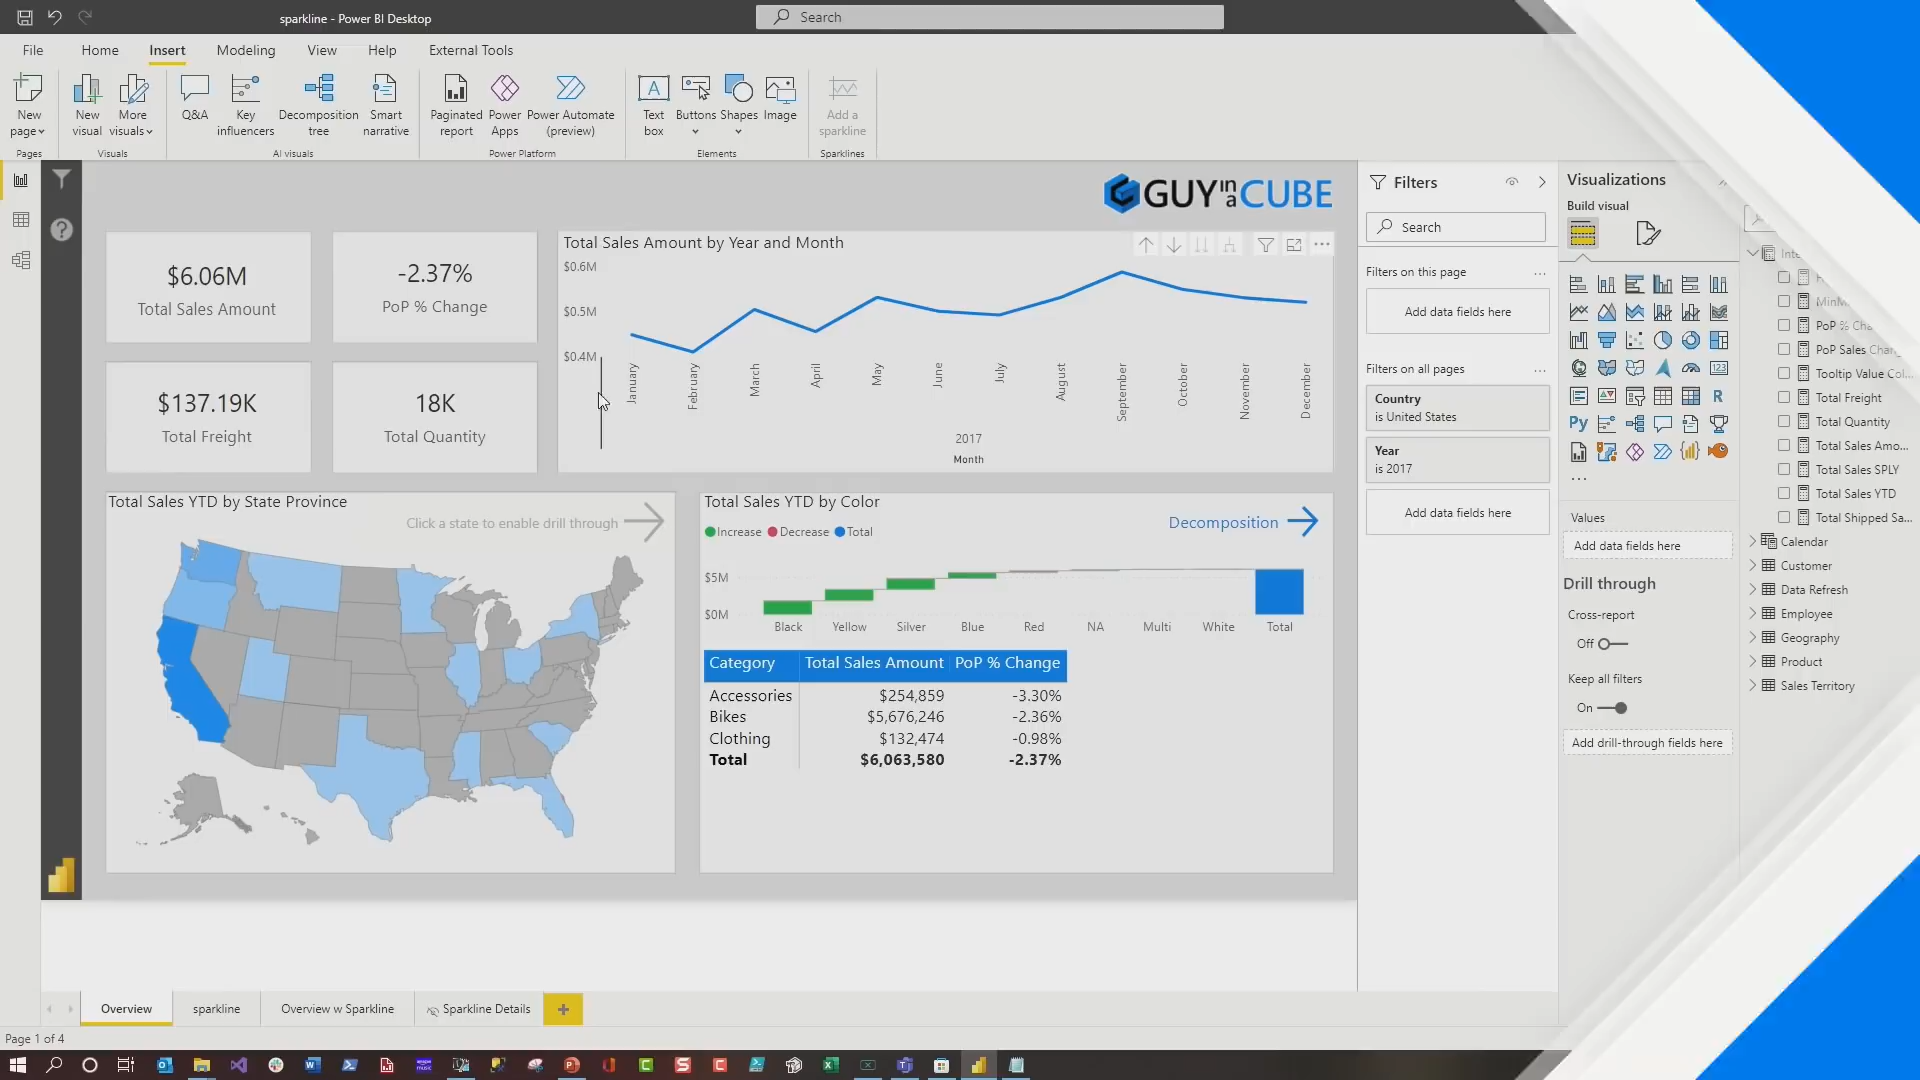 sparkline - Power BI Desktop
Search
File
Home
Insert
Modeling
View
Help
External Tools
New page
New visual
More visuals
Q&A
Key influencers
Decomposition tree
Smart narrative
Paginated report
Power Apps
Power Automate (preview)
Text box
Buttons
Shapes
Image
Add a sparkline
Pages
Visuals
AI visuals
Power Platform
Elements
Sparklines
GUY in a CUBE
$6.06M
Total Sales Amount
-2.37%
PoP % Change
$137.19K
Total Freight
18K
Total Quantity
Total Sales Amount by Year and Month
$0.6M
$0.5M
$0.4M
January
February
March
April
May
June
July
August
September
October
November
December
2017
Month
Total Sales YTD by State Province
Click a state to enable drill through
Total Sales YTD by Color
Increase
Decrease
Total
Decomposition
$5M
$0M
Black
Yellow
Silver
Blue
Red
NA
Multi
White
Total
Category Total Sales Amount PoP % Change
Accessories $254,859 -3.30%
Bikes $5,676,246 -2.36%
Clothing $132,474 -0.98%
Total $6,063,580 -2.37%
Filters
Search
Filters on this page
Add data fields here
Filters on all pages
Country
is United States
Year
is 2017
Add data fields here
Visualizations
Build visual
123
R
Py
Values
Add data fields here
Drill through
Cross-report
Off
Keep all filters
On
Add drill-through fields here
PoP % Cha
PoP Sales Chang
Tooltip Value Col...
Total Freight
Total Quantity
Total Sales Amo...
Total Sales SPLY
Total Sales YTD
Total Shipped Sa...
Calendar
Customer
Data Refresh
Employee
Geography
Product
Sales Territory
Overview
sparkline
Overview w Sparkline
Sparkline Details
Page 1 of 4